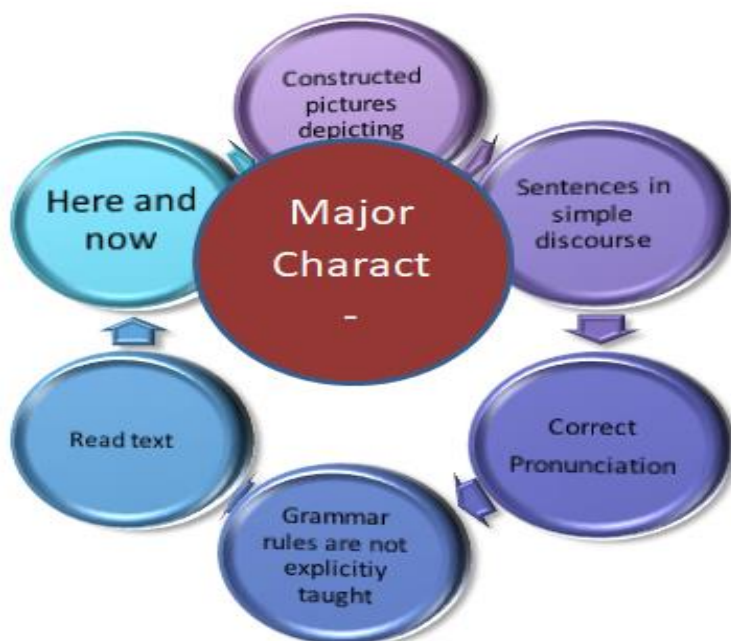 Constructed
pictures
depicting
Sentences in
simple
discourse
Correct
Pronunciation
Grammar
rules are not
explicitiy
taught
Read text
Here and
now
Major
Charact
-